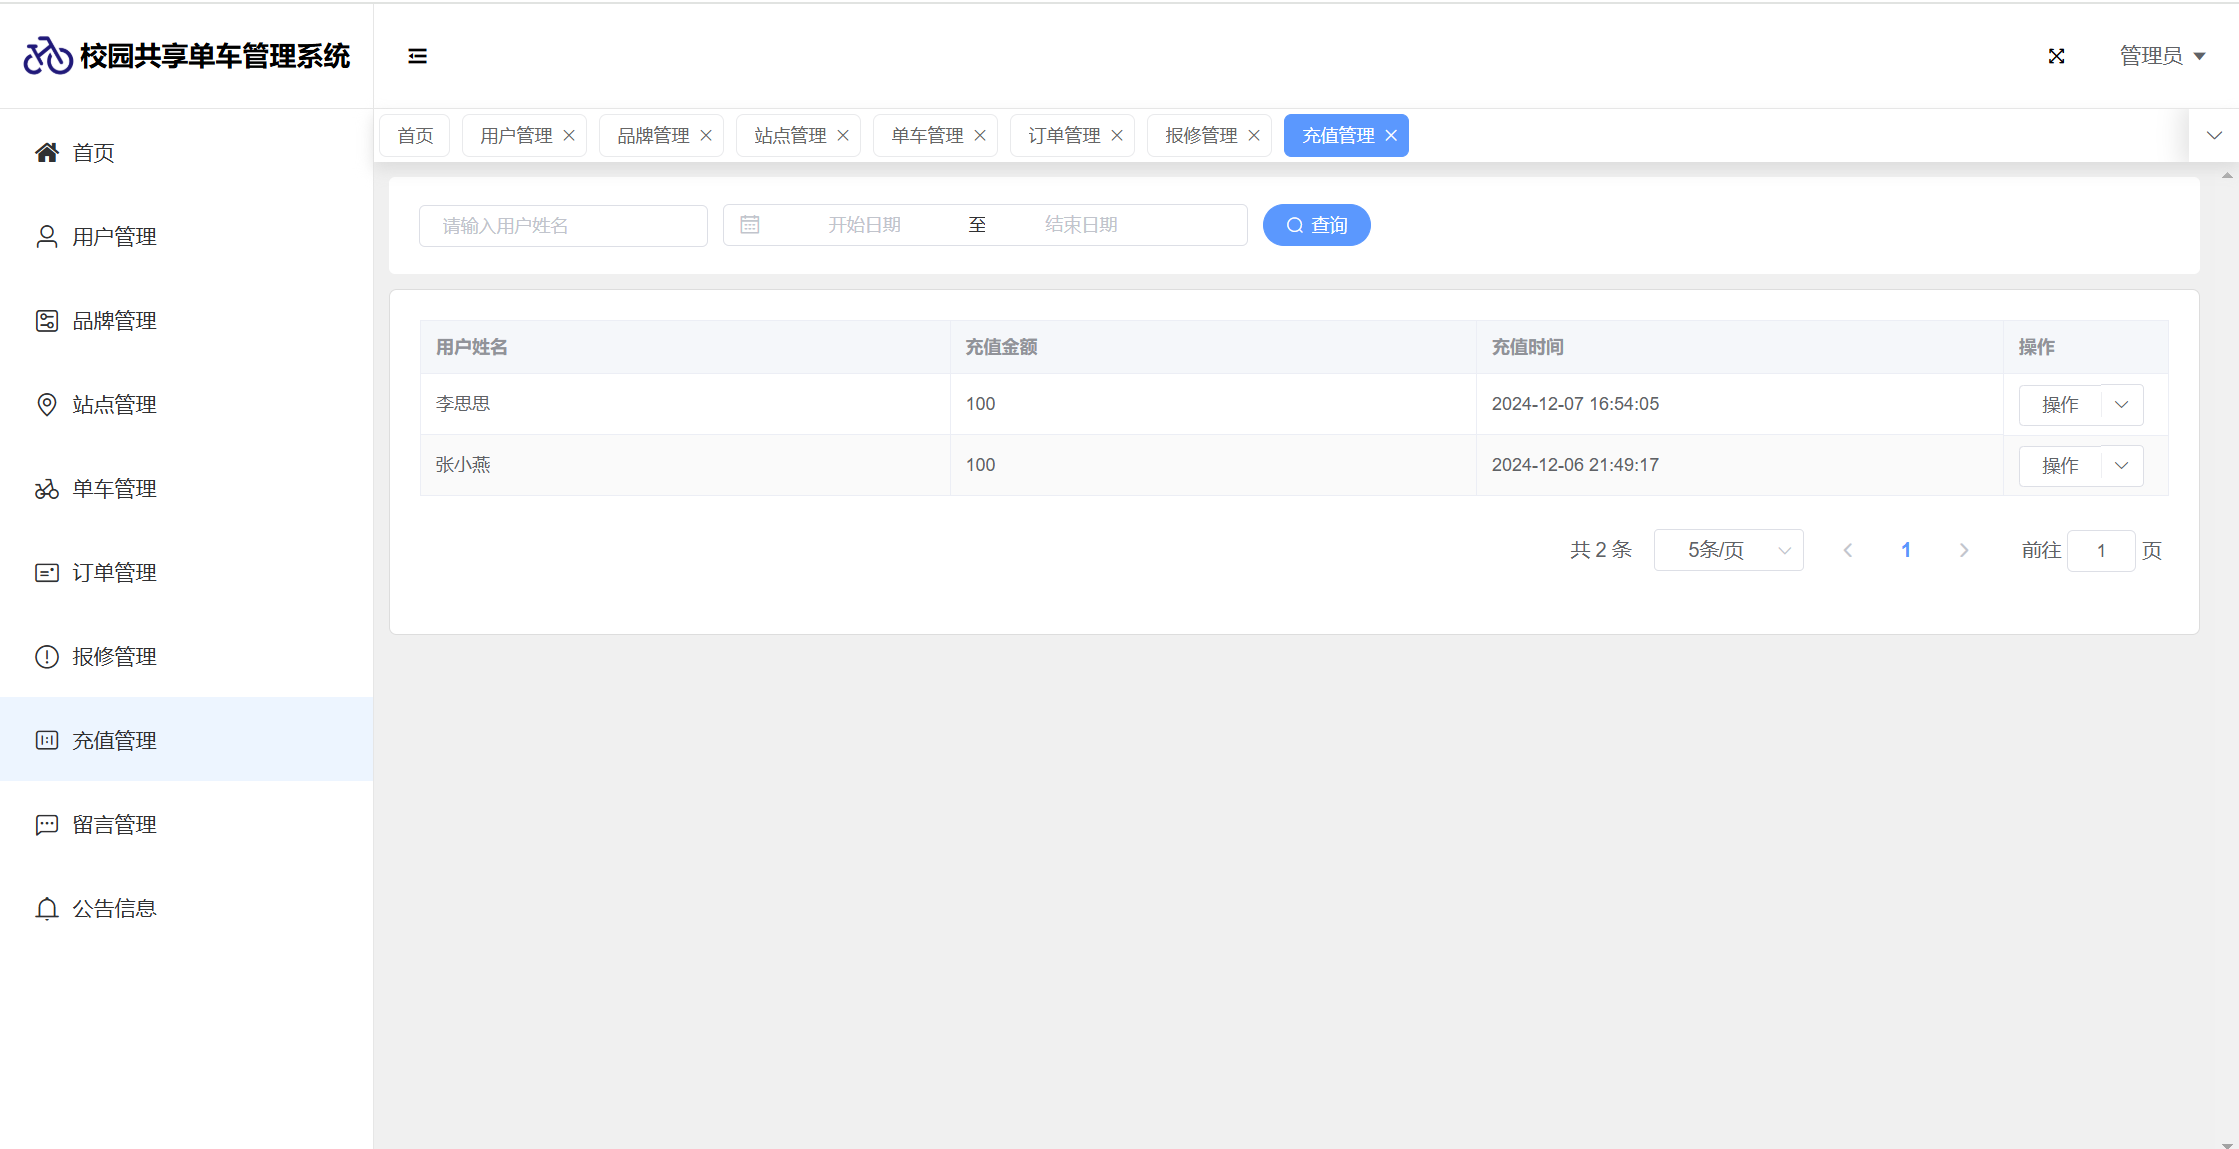 校园共享单车管理系统
管理员
首页
用户管理
品牌管理
站点管理
单车管理
订单管理
报修管理
充值管理
留言管理
公告信息
首页 用户管理 品牌管理 站点管理 单车管理 订单管理 报修管理 充值管理
请输入用户姓名 开始日期 至 结束日期 查询
用户姓名 充值金额 充值时间 操作
李思思 100 2024-12-07 16:54:05 操作
张小燕 100 2024-12-06 21:49:17 操作
共 2 条 5条/页 1 前往 1 页